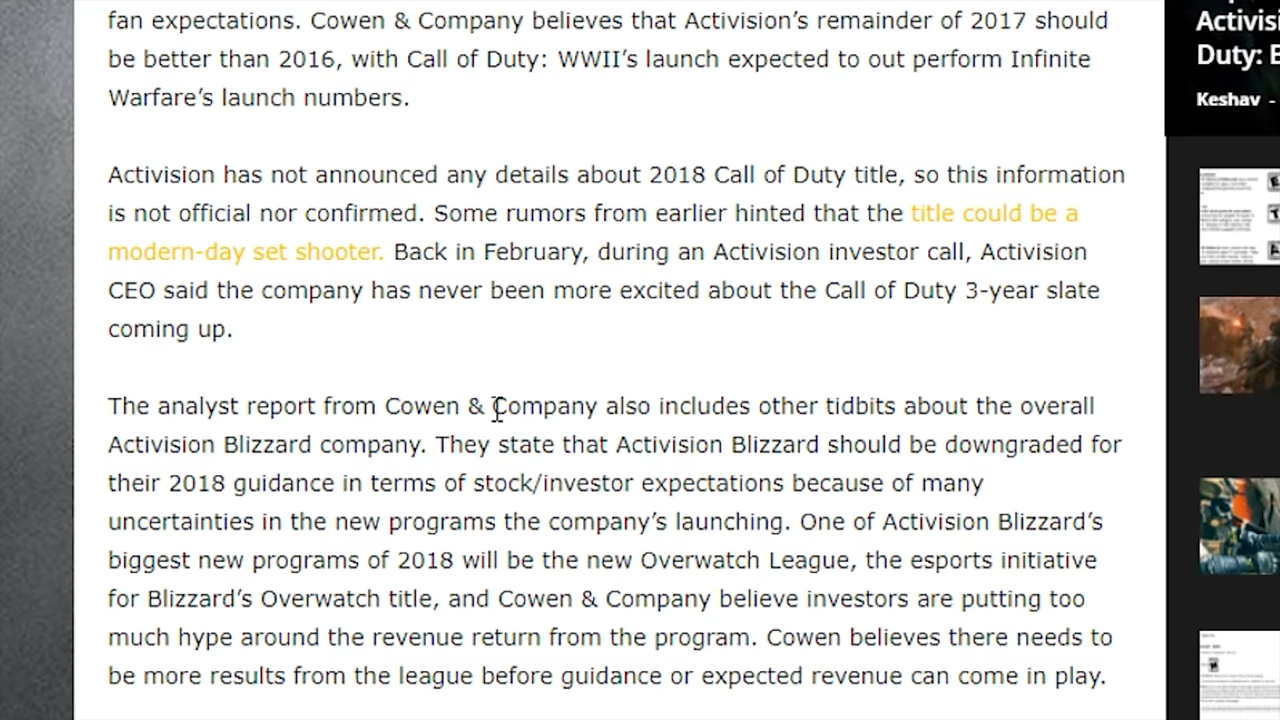 fan expectations. Cowen & Company believes that Activision’s remainder of 2017 should
be better than 2016, with Call of Duty: WWII’s launch expected to out perform Infinite
Warfare’s launch numbers.
Activision has not announced any details about 2018 Call of Duty title, so this information
is not official nor confirmed. Some rumors from earlier hinted that the title could be a
modern-day set shooter. Back in February, during an Activision investor call, Activision
CEO said the company has never been more excited about the Call of Duty 3-year slate
coming up.
The analyst report from Cowen & Company also includes other tidbits about the overall
Activision Blizzard company. They state that Activision Blizzard should be downgraded for
their 2018 guidance in terms of stock/investor expectations because of many
uncertainties in the new programs the company’s launching. One of Activision Blizzard’s
biggest new programs of 2018 will be the new Overwatch League, the esports initiative
for Blizzard’s Overwatch title, and Cowen & Company believe investors are putting too
much hype around the revenue return from the program. Cowen believes there needs to
be more results from the league before guidance or expected revenue can come in play.
Duty:
Keshav -